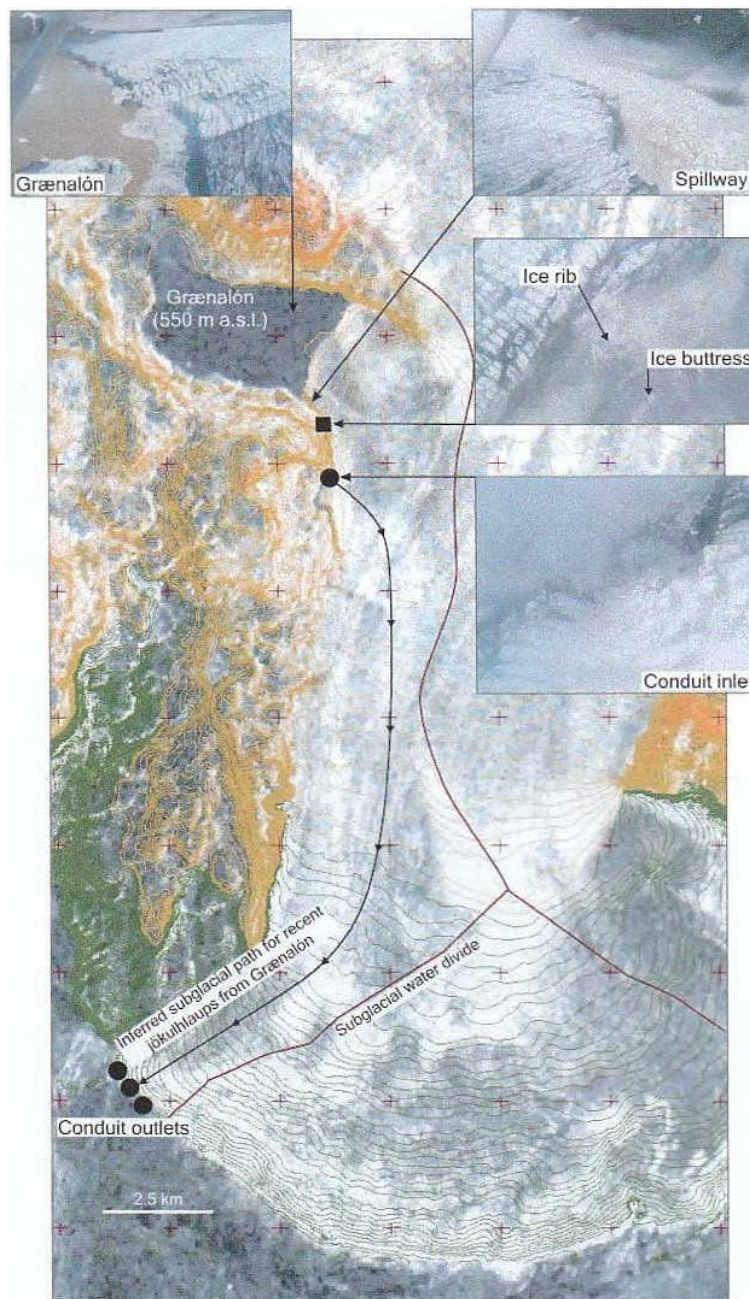 Grænalón
Spillway
Ice rib
Ice buttress
Grænalón
(550 m a.s.l.)
Conduit inle
Inferred subglacial path for recent
jökulhlaups from Grænalón
Subglacial water divide
Conduit outlets
2.5 km